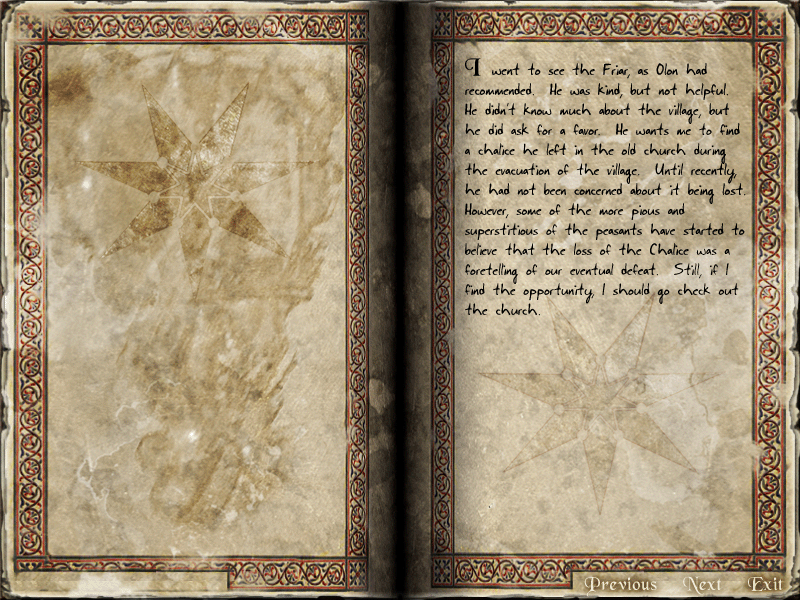 I went to see the Friar, as Olon had
recommended. He was kind, but not helpful.
He didn't know much about the village, but
he did ask for a favor. He wants me to find
a chalice he left in the old church during
the evacuation of the village. Until recently,
he had not been concerned about it being lost.
However, some of the more pious and
superstitious of the peasants have started to
believe that the loss of the Chalice was a
foretelling of our eventual defeat. Still, if I
find the opportunity, I should go check out
the church.
Previous Next Exit